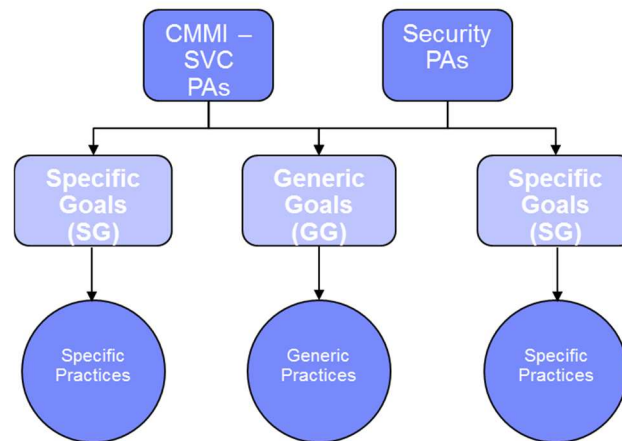 CMMI –
SVC
PAs
Security
PAs
Specific
Goals
(SG)
Generic
Goals
(GG)
Specific
Goals
(SG)
Specific
Practices
Generic
Practices
Specific
Practices